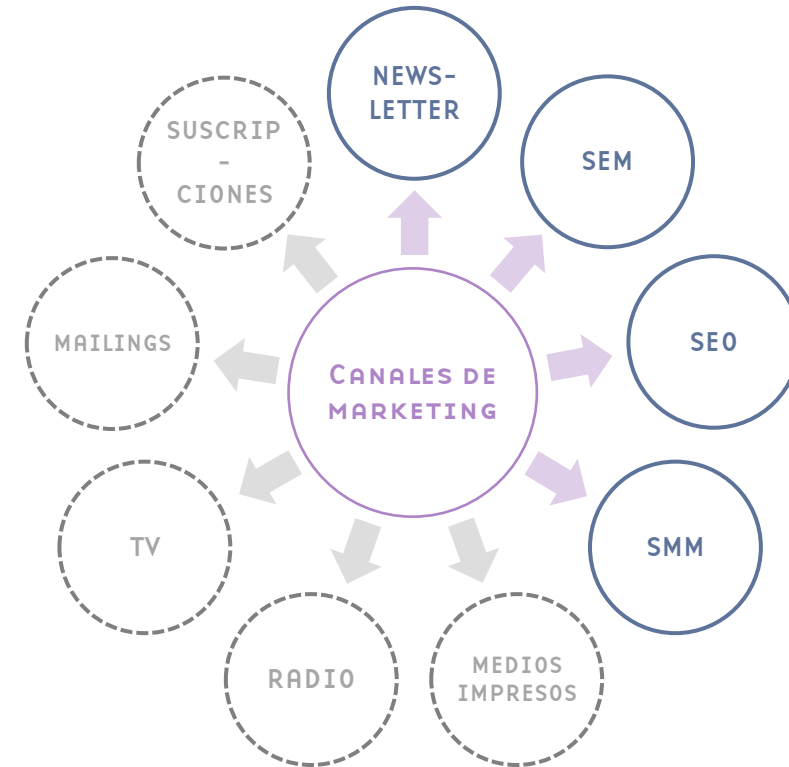 NEWS-
LETTER
SEM
SEO
SMM
MEDIOS
IMPRESOS
RADIO
TV
MAILINGS
SUSCRIP
-
CIONES
CANALES DE
MARKETING